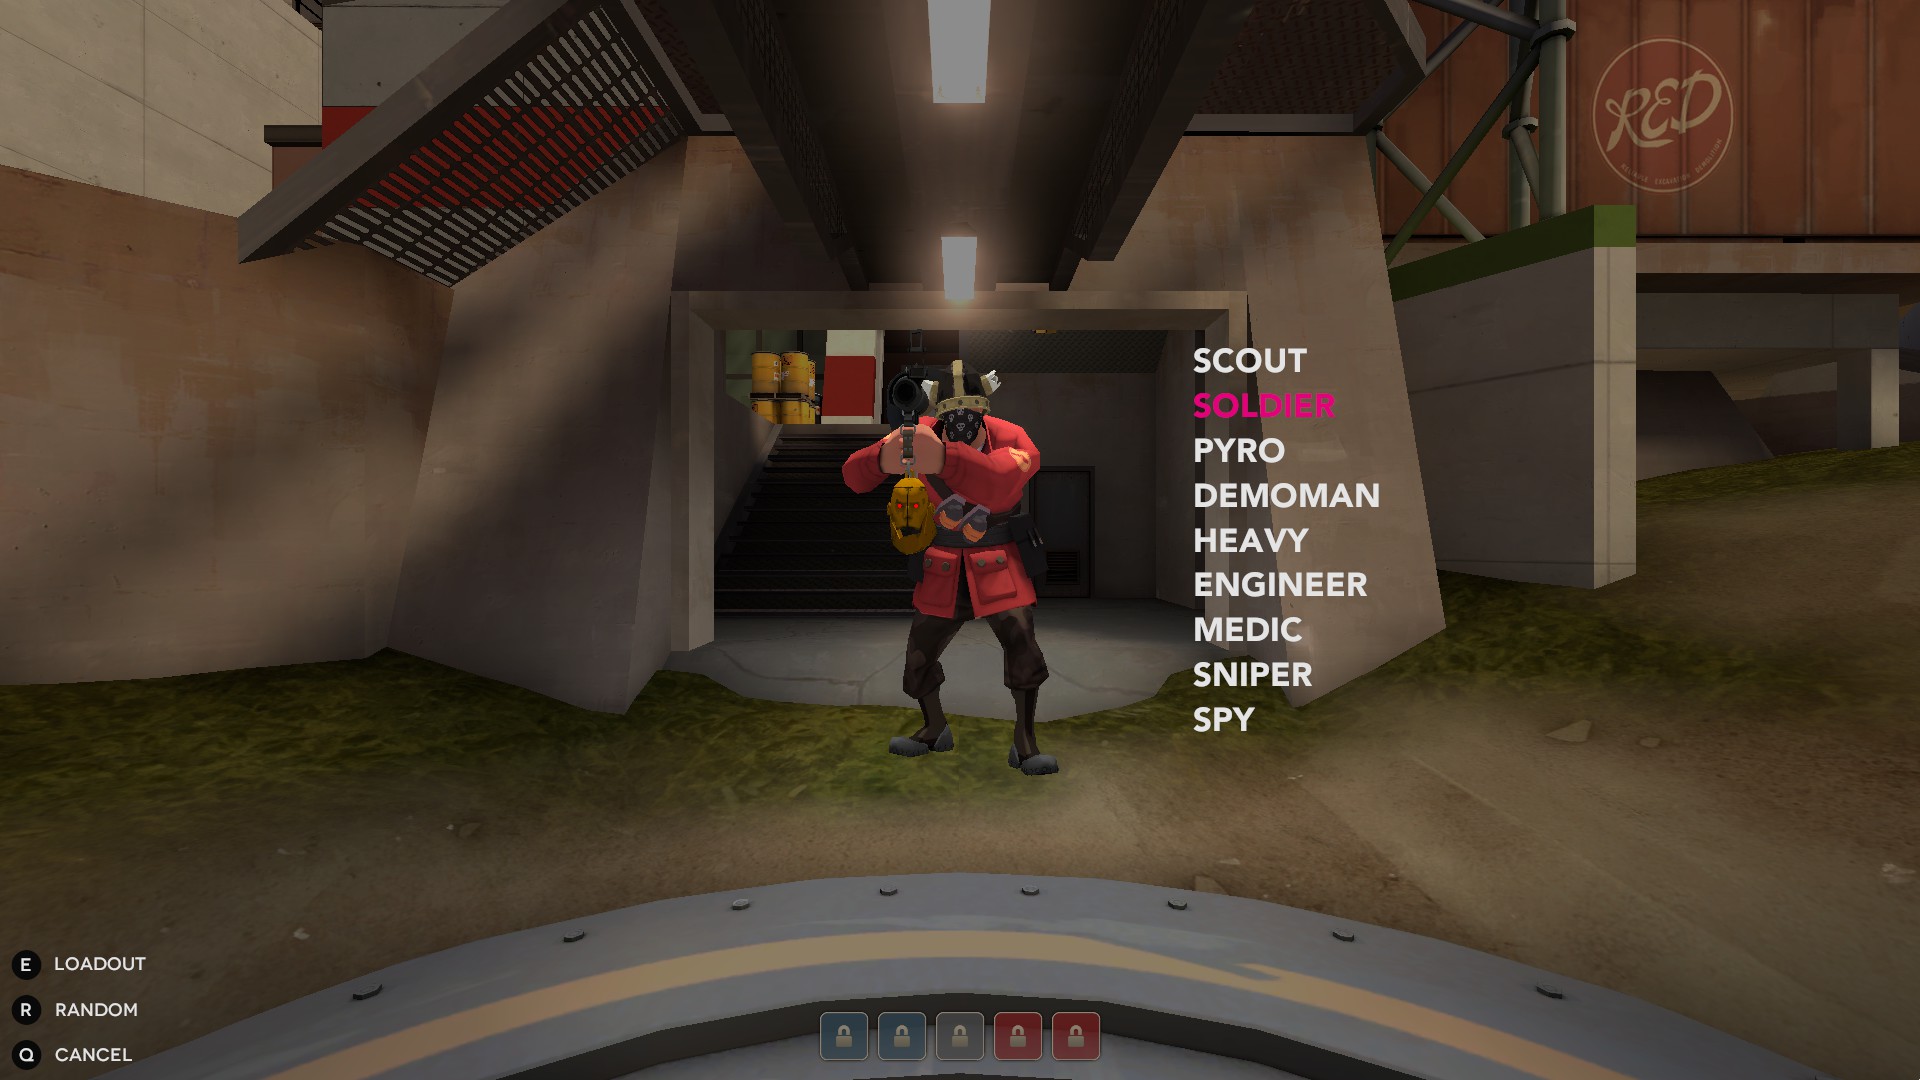 RED
SCOUT
SOLDIER
PYRO
DEMOMAN
HEAVY
ENGINEER
MEDIC
SNIPER
SPY
E LOADOUT
R RANDOM
Q CANCEL